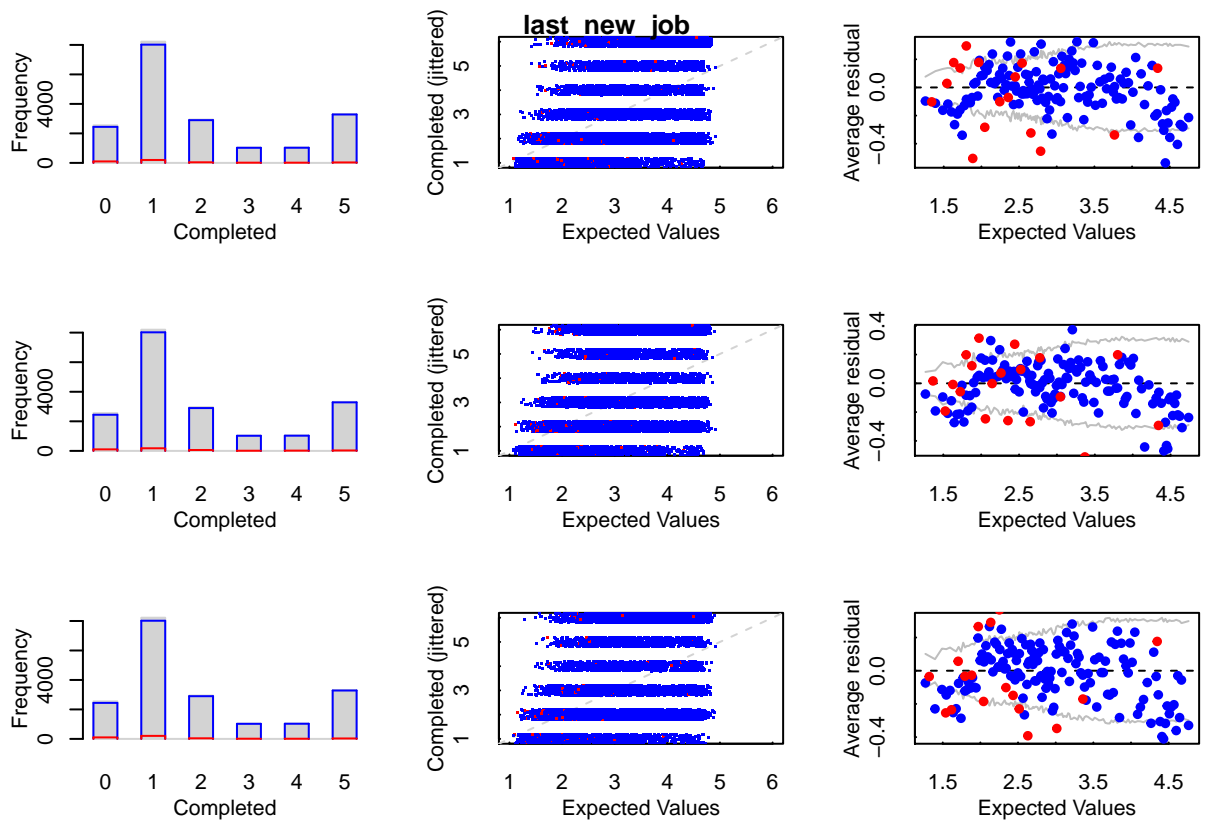 last_new_job
Frequency
0 4000
0 1 2 3 4 5
Completed
Completed (jittered)
1 3 5
1 2 3 4 5 6
Expected Values
Average residual
−0.4 0.0
1.5 2.5 3.5 4.5
Expected Values
Frequency
0 4000
0 1 2 3 4 5
Completed
Completed (jittered)
1 3 5
1 2 3 4 5 6
Expected Values
Average residual
−0.4 0.0 0.4
1.5 2.5 3.5 4.5
Expected Values
Frequency
0 4000
0 1 2 3 4 5
Completed
Completed (jittered)
1 3 5
1 2 3 4 5 6
Expected Values
Average residual
−0.4 0.0
1.5 2.5 3.5 4.5
Expected Values